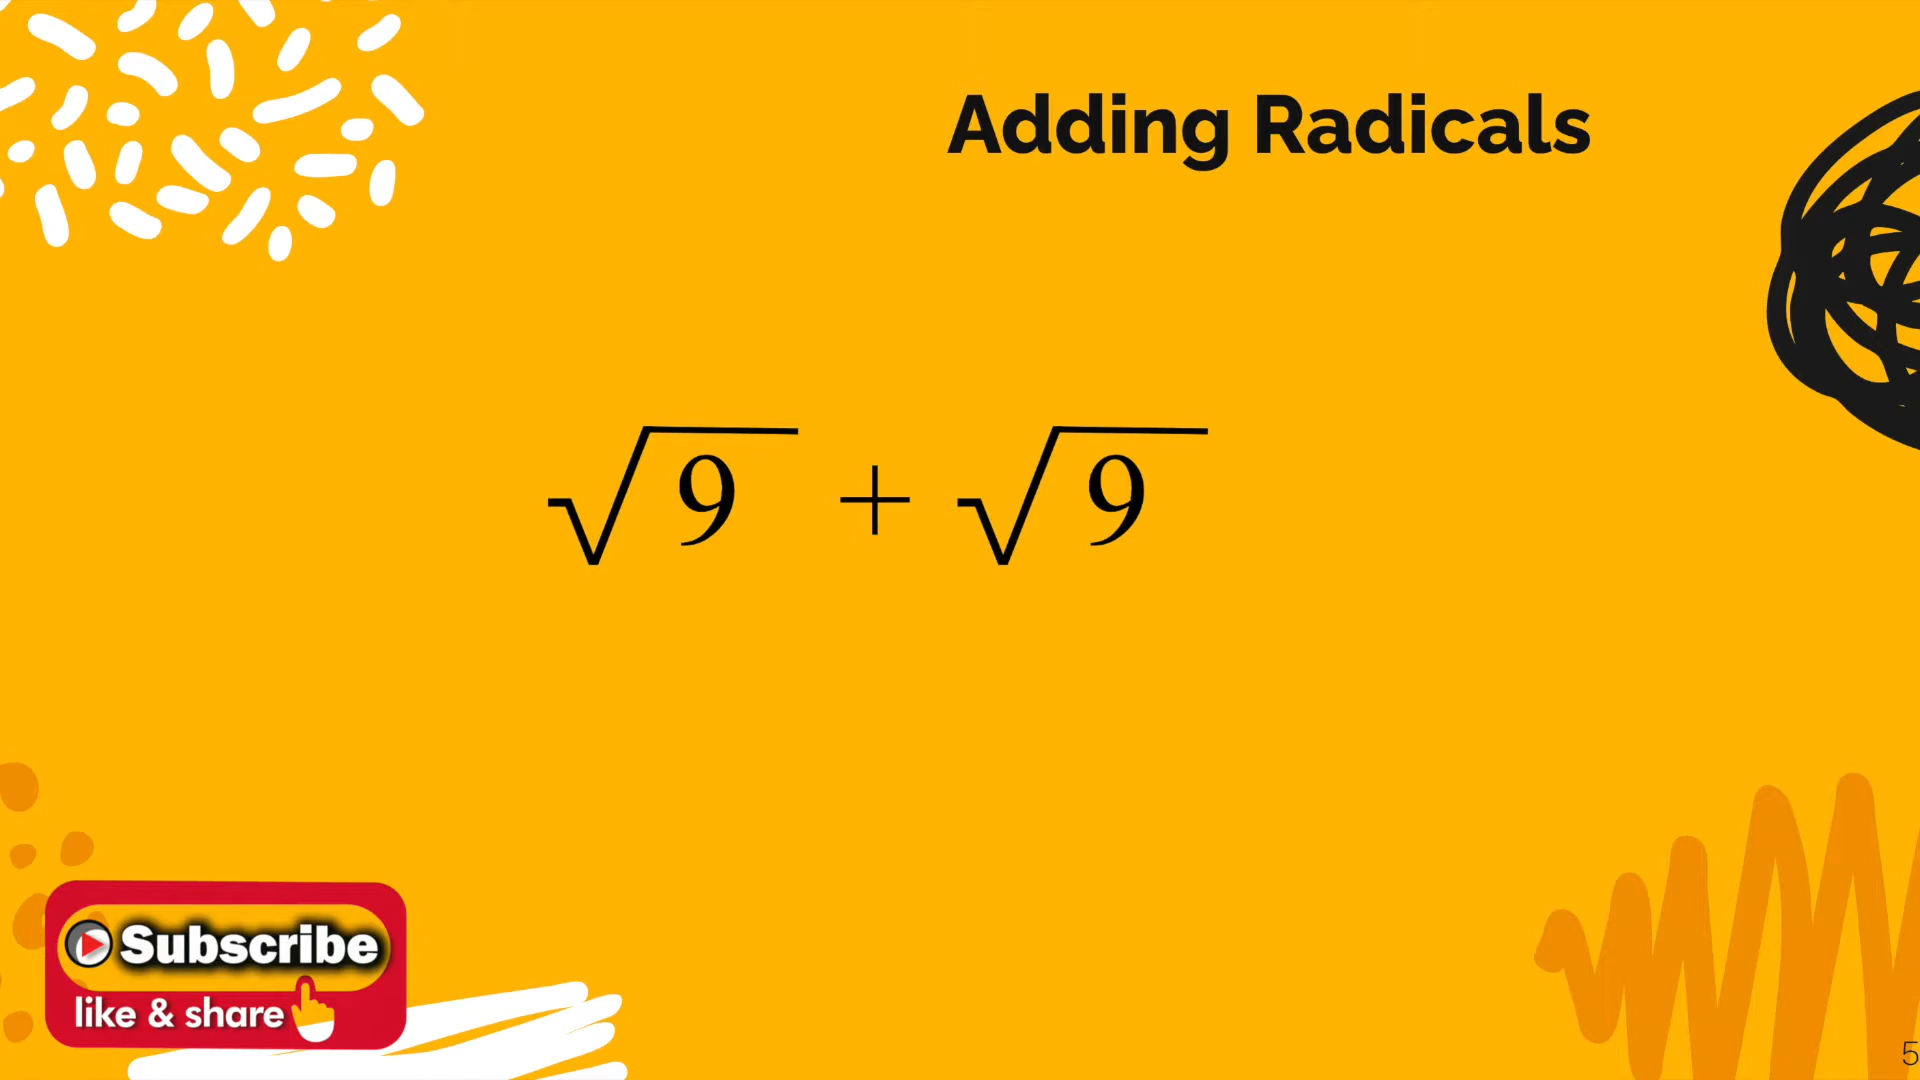 Adding Radicals
√9 + √9
Subscribe
like & share
5